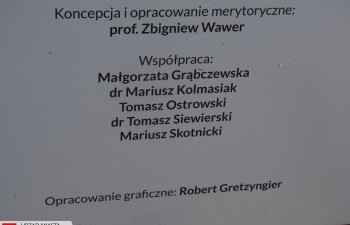 Koncepcja i opracowanie merytoryczne:
prof. Zbigniew Wawer
Współpraca:
Małgorzata Grąbczewska
dr Mariusz Kolmasiak
Tomasz Ostrowski
dr Tomasz Siewierski
Mariusz Skotnicki
Opracowanie graficzne: Robert Gretzyngier